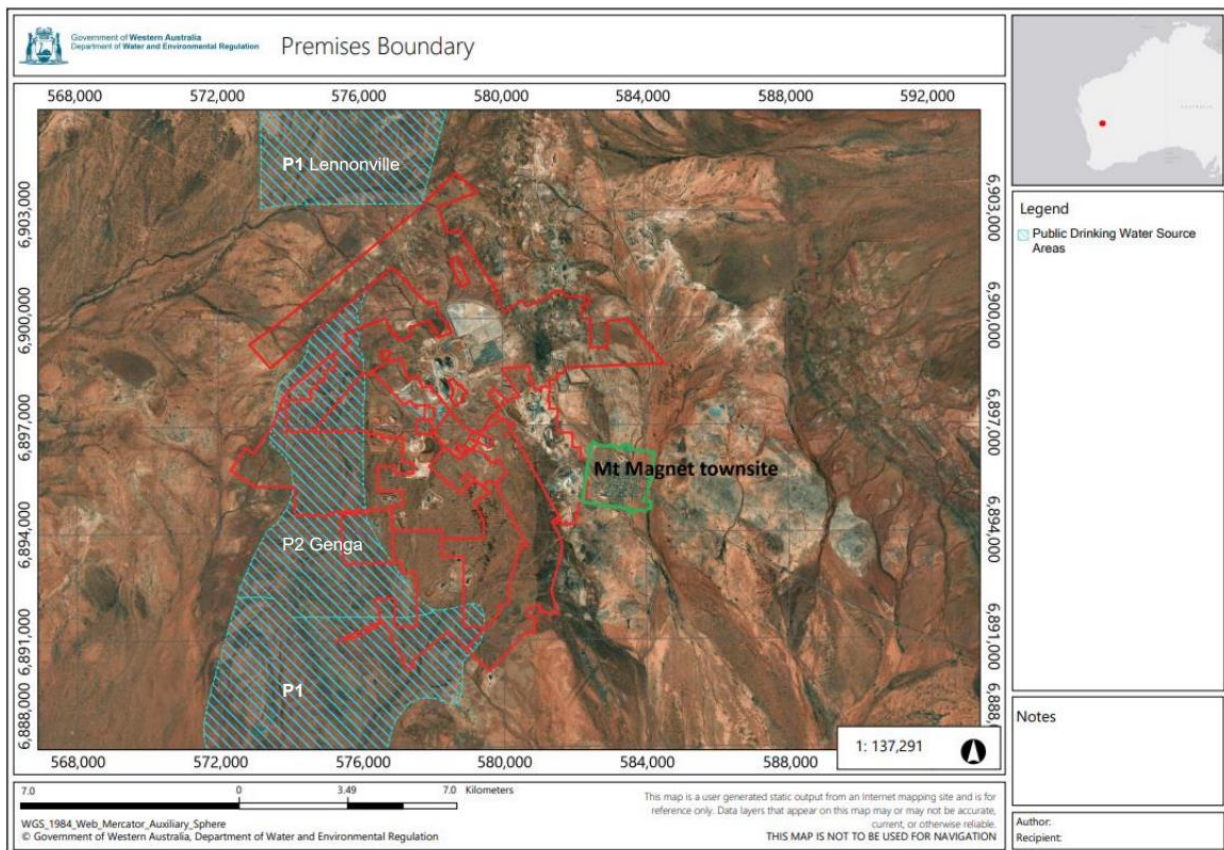 Government of Western Australia
Department of Water and Environmental Regulation
Premises Boundary
568,000 572,000 576,000 580,000 584,000 588,000 592,000
P1 Lennonville
6,903,000
6,903,000
6,900,000
6,900,000
6,897,000
6,897,000
Mt Magnet townsite
6,894,000
6,894,000
P2 Genga
6,891,000
6,891,000
P1
6,888,000
6,888,0
1: 137,291
568,000 572,000 576,000 580,000 584,000 588,000
7.0 0 3.49 7.0 Kilometers
WGS_1984_Web_Mercator_Auxiliary_Sphere
© Government of Western Australia, Department of Water and Environmental Regulation
This map is a user generated static output from an Internet mapping site and is for
reference only. Data layers that appear on this map may or may not be accurate,
current, or otherwise reliable.
THIS MAP IS NOT TO BE USED FOR NAVIGATION
AUSTRALIA
Legend
Public Drinking Water Source
Areas
Notes
Author:
Recipient: